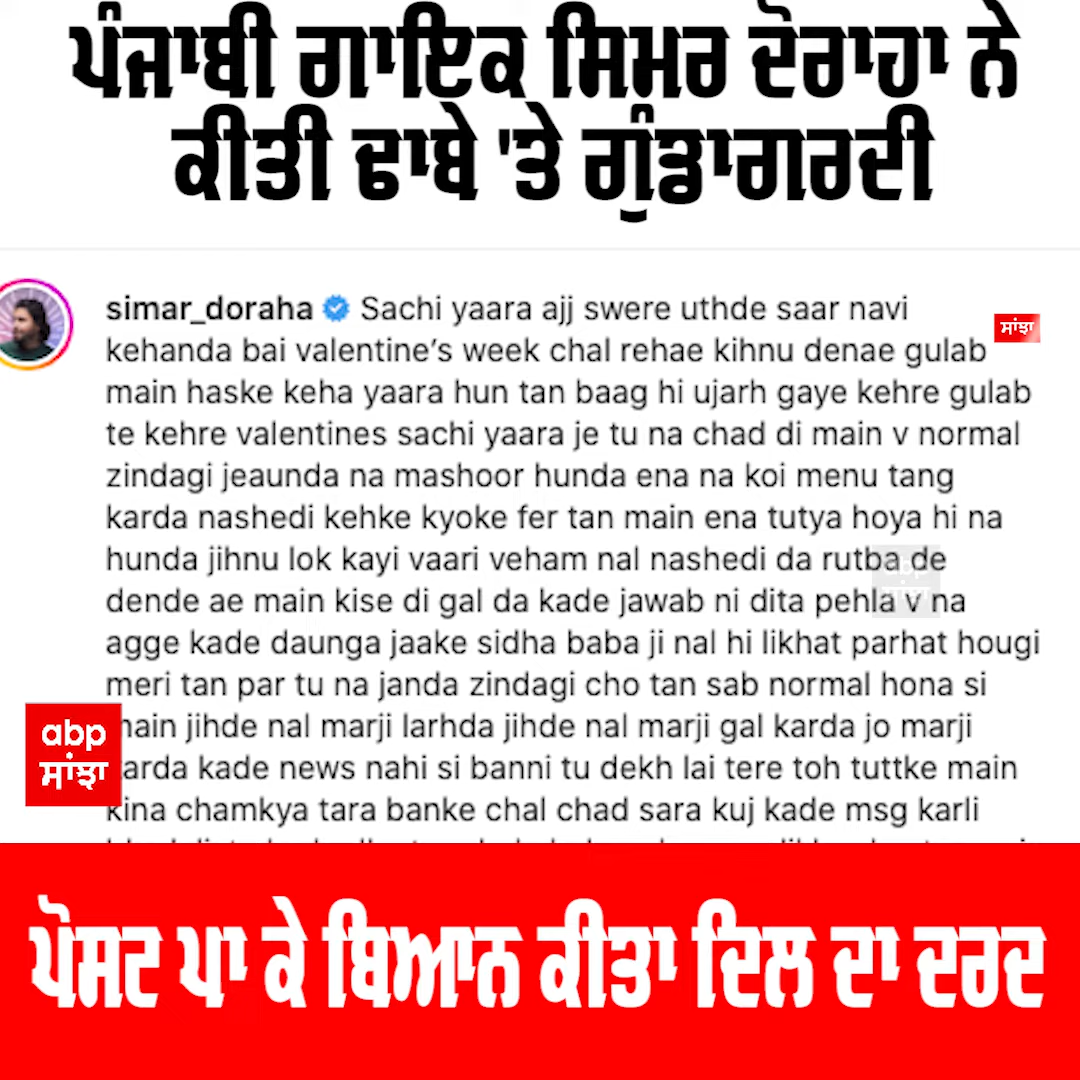 ਪੰਜਾਬੀ ਗਾਇਕ ਸਿਮਰ ਦੋਰਾਹਾ ਨੇ
ਕੀਤੀ ਢਾਬੇ 'ਤੇ ਗੁੰਡਾਗਰਦੀ
simar_doraha Sachi yaara ajj swere uthde saar navi
ਸਾਂਝਾ
kehanda bai valentine's week chal rehae kihnu denae gulab
main haske keha yaara hun tan baag hi ujarh gaye kehre gulab
te kehre valentines sachi yaara je tu na chad di main v normal
zindagi jeaunda na mashoor hunda ena na koi menu tang
karda nashedi kehke kyoke fer tan main ena tutya hoya hi na
hunda jihnu lok kayi vaari veham nal nashedi da rutba de
abp
ਸਾਂਝਾ
dende ae main kise di gal da kade jawab ni dita pehla v na
agge kade daunga jaake sidha baba ji nal hi likhat parhat hougi
meri tan par tu na janda zindagi cho tan sab normal hona si
main jihde nal marji larhda jihde nal marji gal karda jo marji
abp
ਸਾਂਝਾ
arda kade news nahi si banni tu dekh lai tere toh tuttke main
kina chamkya tara banke chal chad sara kuj kade msg karli
ਪੋਸਟ ਪਾ ਕੇ ਬਿਆਨ ਕੀਤਾ ਦਿਲ ਦਾ ਦਰਦ